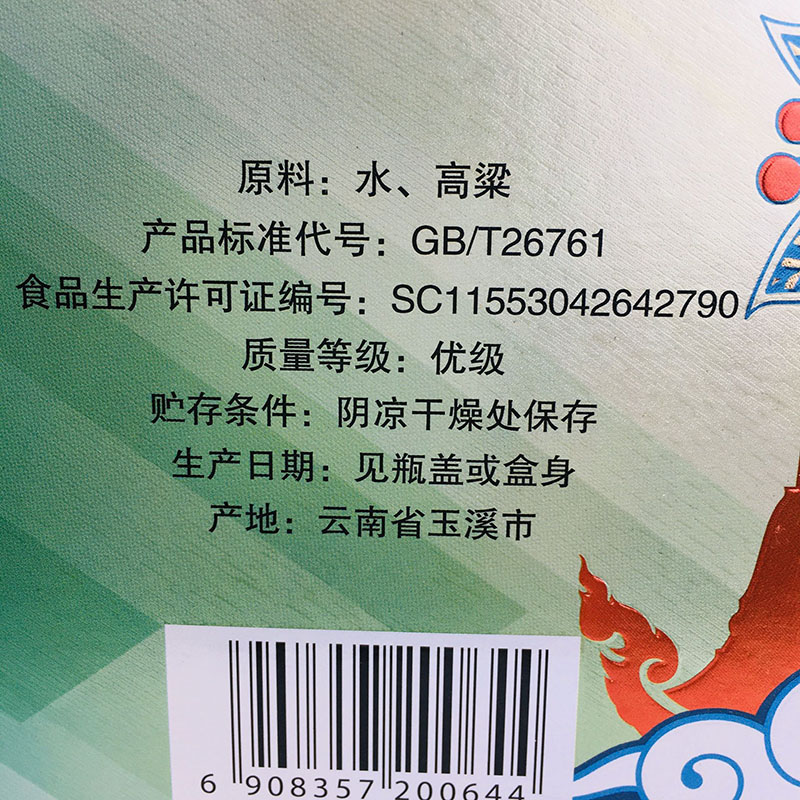 原料：水、高粱
产品标准代号：GB/T26761
食品生产许可证编号：SC11553042642790
质量等级：优级
贮存条件：阴凉干燥处保存
生产日期：见瓶盖或盒身
产地：云南省玉溪市
6 908357 200644